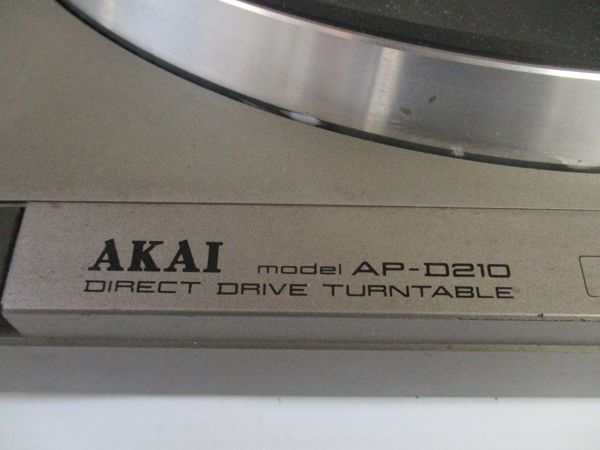 AKAI model AP-D210
DIRECT DRIVE TURNTABLE